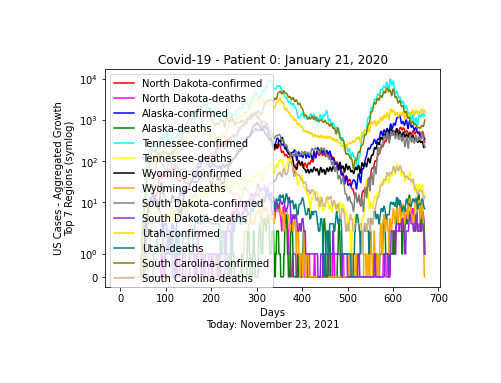 Covid-19 - Patient 0: January 21, 2020
US Cases - Aggregated Growth
Top 7 Regions (symlog)
10⁴
10³
10²
10¹
10⁰
0
North Dakota-confirmed
North Dakota-deaths
Alaska-confirmed
Alaska-deaths
Tennessee-confirmed
Tennessee-deaths
Wyoming-confirmed
Wyoming-deaths
South Dakota-confirmed
South Dakota-deaths
Utah-confirmed
Utah-deaths
South Carolina-confirmed
South Carolina-deaths
0 100 200 300 400 500 600 700
Days
Today: November 23, 2021